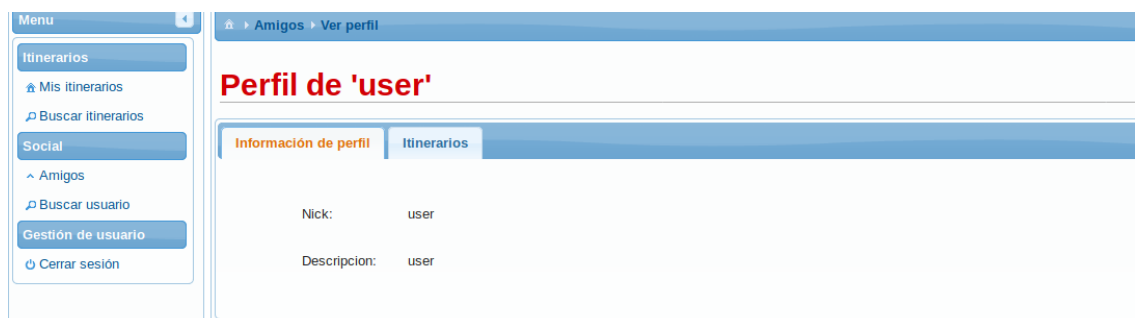 Menu
Itinerarios
Mis itinerarios
Buscar itinerarios
Social
Amigos
Buscar usuario
Gestión de usuario
Cerrar sesión
Amigos Ver perfil
Perfil de 'user'
Información de perfil Itinerarios
Nick: user
Descripcion: user